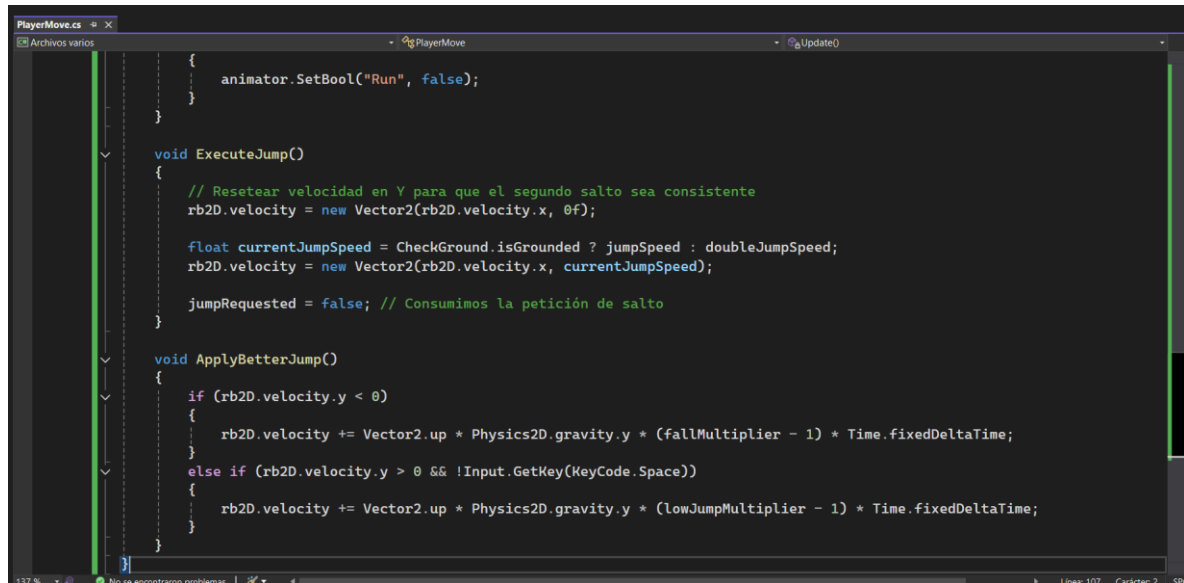 PlayerMove.cs
Archivos varios PlayerMove Update()
{
animator.SetBool("Run", false);
}
}
void ExecuteJump()
{
// Resetear velocidad en Y para que el segundo salto sea consistente
rb2D.velocity = new Vector2(rb2D.velocity.x, 0f);
float currentJumpSpeed = CheckGround.isGrounded ? jumpSpeed : doubleJumpSpeed;
rb2D.velocity = new Vector2(rb2D.velocity.x, currentJumpSpeed);
jumpRequested = false; // Consumimos la petición de salto
}
void ApplyBetterJump()
{
if (rb2D.velocity.y < 0)
{
rb2D.velocity += Vector2.up * Physics2D.gravity.y * (fallMultiplier - 1) * Time.fixedDeltaTime;
}
else if (rb2D.velocity.y > 0 && !Input.GetKey(KeyCode.Space))
{
rb2D.velocity += Vector2.up * Physics2D.gravity.y * (lowJumpMultiplier - 1) * Time.fixedDeltaTime;
}
}
}
137 % No se encontraron problemas Línea: 107 Carácter: 2